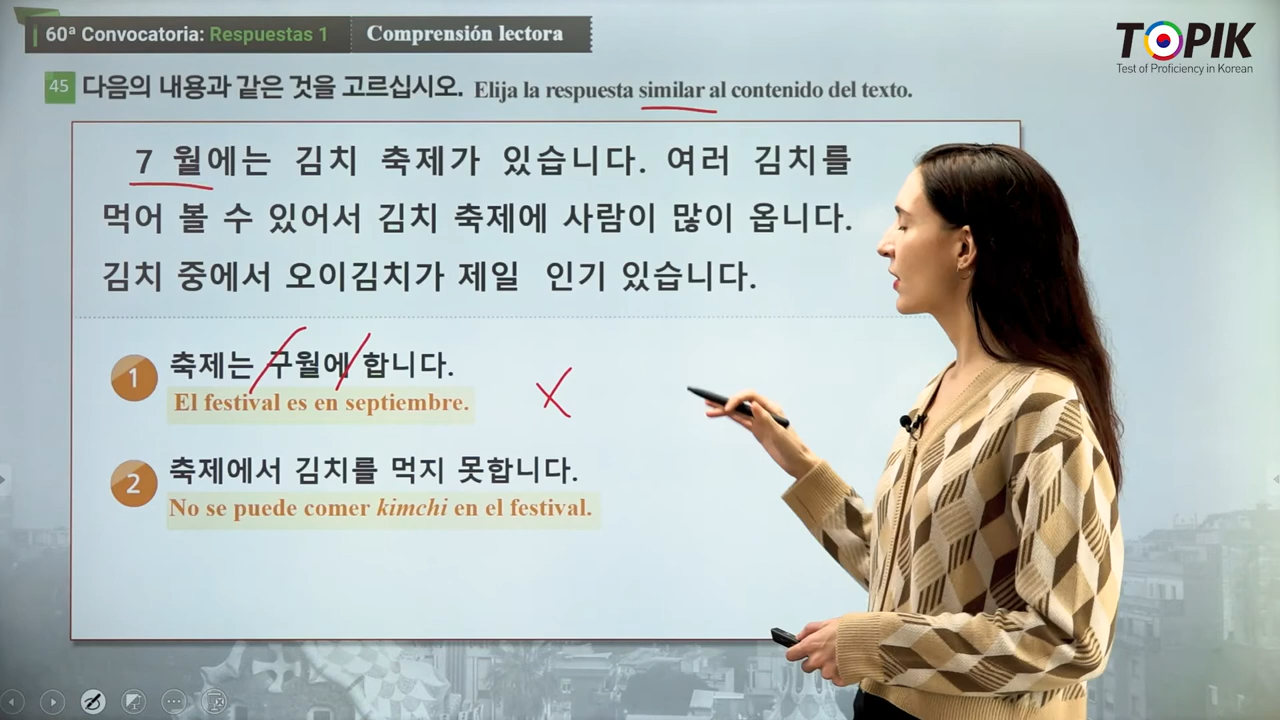 60ª Convocatoria: Respuestas 1 Comprensión lectora
TOPIK
Test of Proficiency in Korean
45 다음의 내용과 같은 것을 고르십시오. Elija la respuesta similar al contenido del texto.
7 월에는 김치 축제가 있습니다. 여러 김치를
먹어 볼 수 있어서 김치 축제에 사람이 많이 옵니다.
김치 중에서 오이김치가 제일 인기 있습니다.
1 축제는 구월에 합니다.
El festival es en septiembre.
2 축제에서 김치를 먹지 못합니다.
No se puede comer kimchi en el festival.